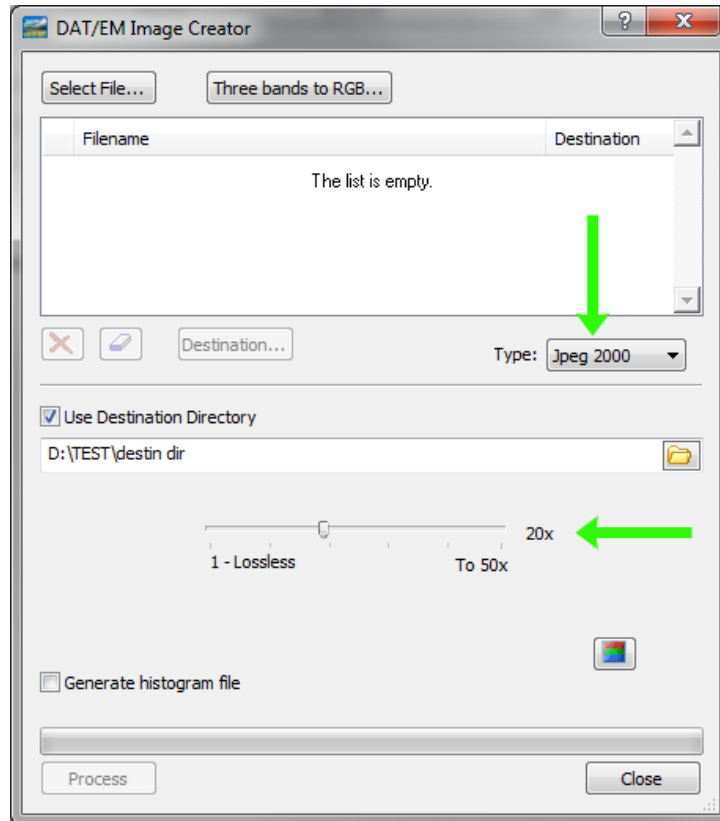 DAT/EM Image Creator
?
Select File... Three bands to RGB...
Filename Destination
The list is empty.
Destination... Type: Jpeg 2000
Use Destination Directory
D:\TEST\destin dir
20x
1 - Lossless To 50x
Generate histogram file
Process Close